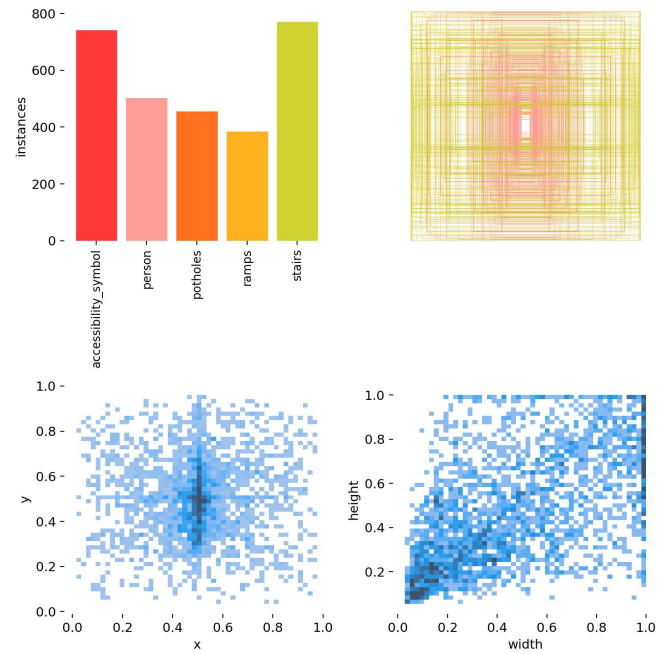 800
600
400
200
0
instances
accessibility_symbol
person
potholes
ramps
stairs
1.0
0.8
0.6
0.4
0.2
0.0
y
0.0 0.2 0.4 0.6 0.8 1.0
x
1.0
0.8
0.6
0.4
0.2
height
0.0 0.2 0.4 0.6 0.8 1.0
width